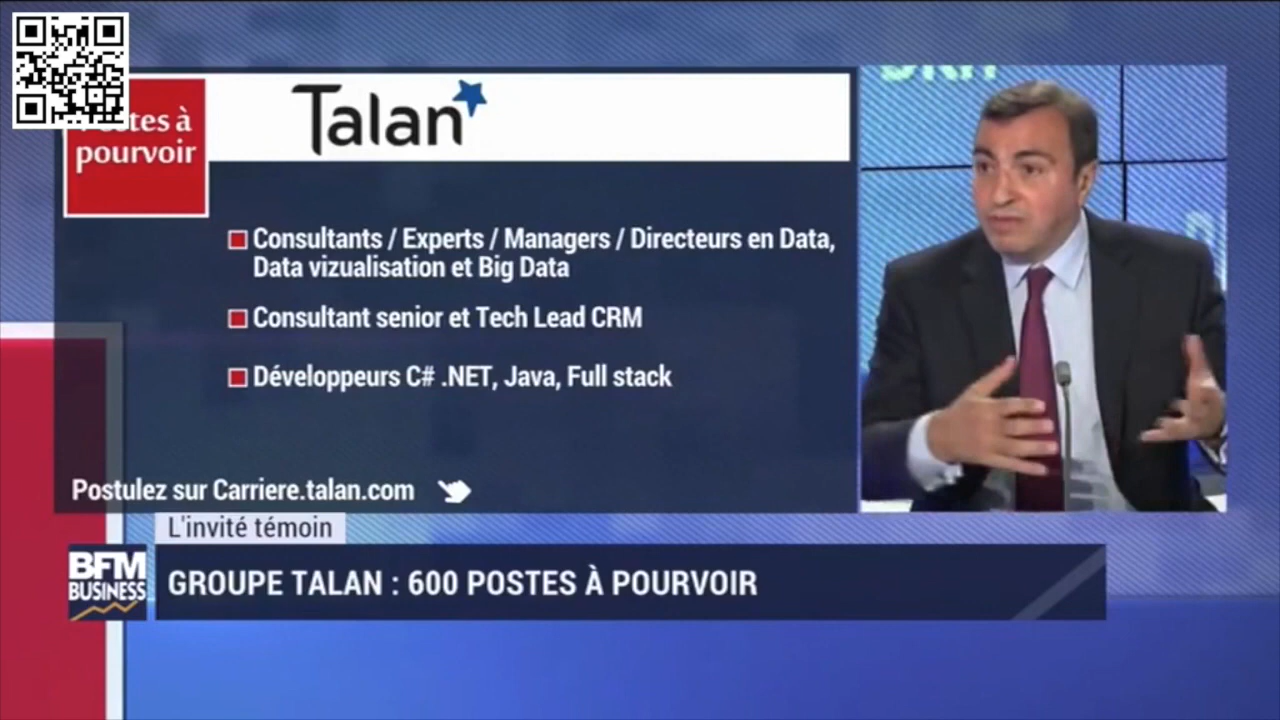 Postes à
pourvoir
Talan
Consultants / Experts / Managers / Directeurs en Data,
Data vizualisation et Big Data
Consultant senior et Tech Lead CRM
Développeurs C# .NET, Java, Full stack
Postulez sur Carriere.talan.com
L'invité témoin
BFM
BUSINESS
GROUPE TALAN : 600 POSTES À POURVOIR